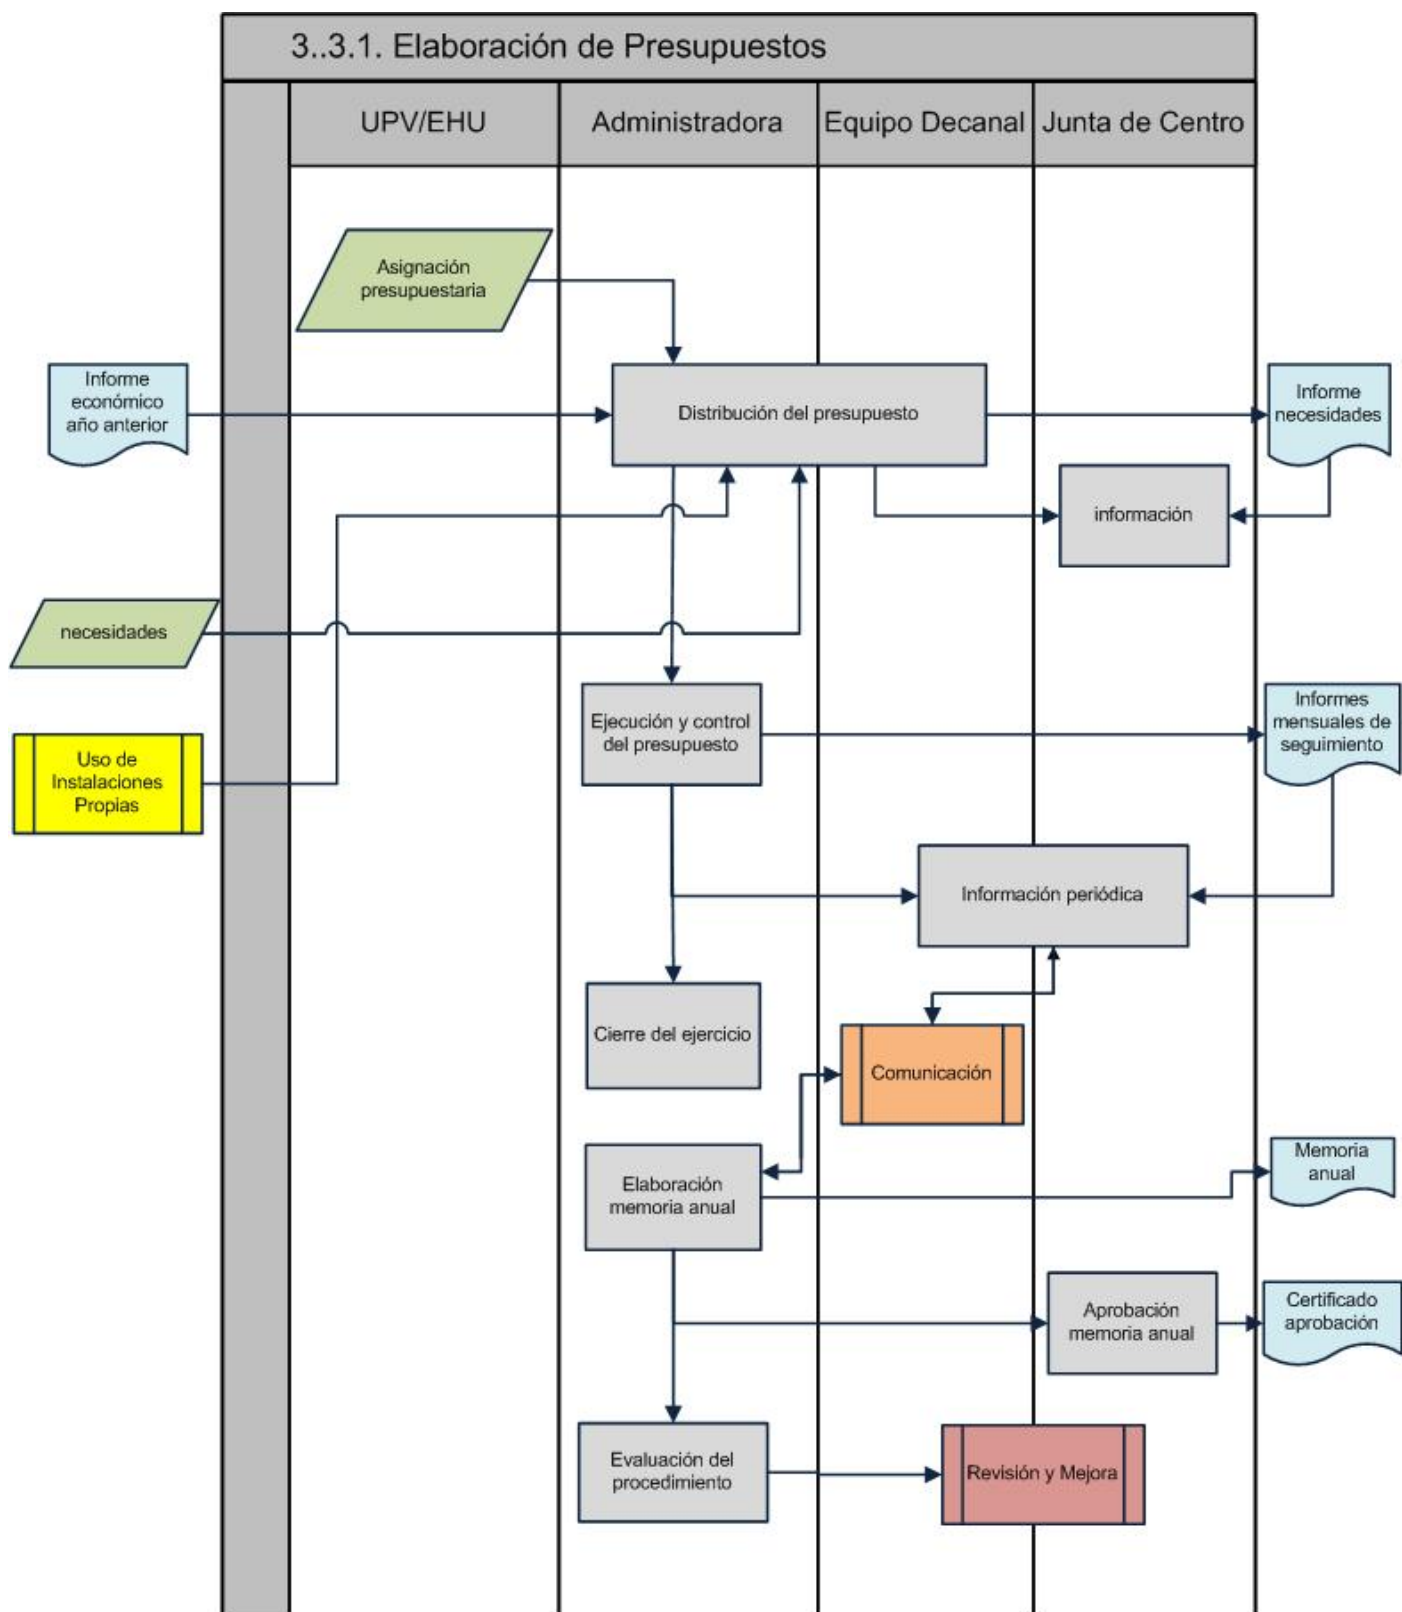 3..3.1. Elaboración de Presupuestos
UPV/EHU
Administradora
Equipo Decanal
Junta de Centro
Asignación
presupuestaria
Informe
económico
año anterior
Distribución del presupuesto
Informe
necesidades
información
necesidades
Ejecución y control
del presupuesto
Informes
mensuales de
seguimiento
Uso de
Instalaciones
Propias
Información periódica
Cierre del ejercicio
Comunicación
Elaboración
memoria anual
Memoria
anual
Aprobación
memoria anual
Certificado
aprobación
Evaluación del
procedimiento
Revisión y Mejora